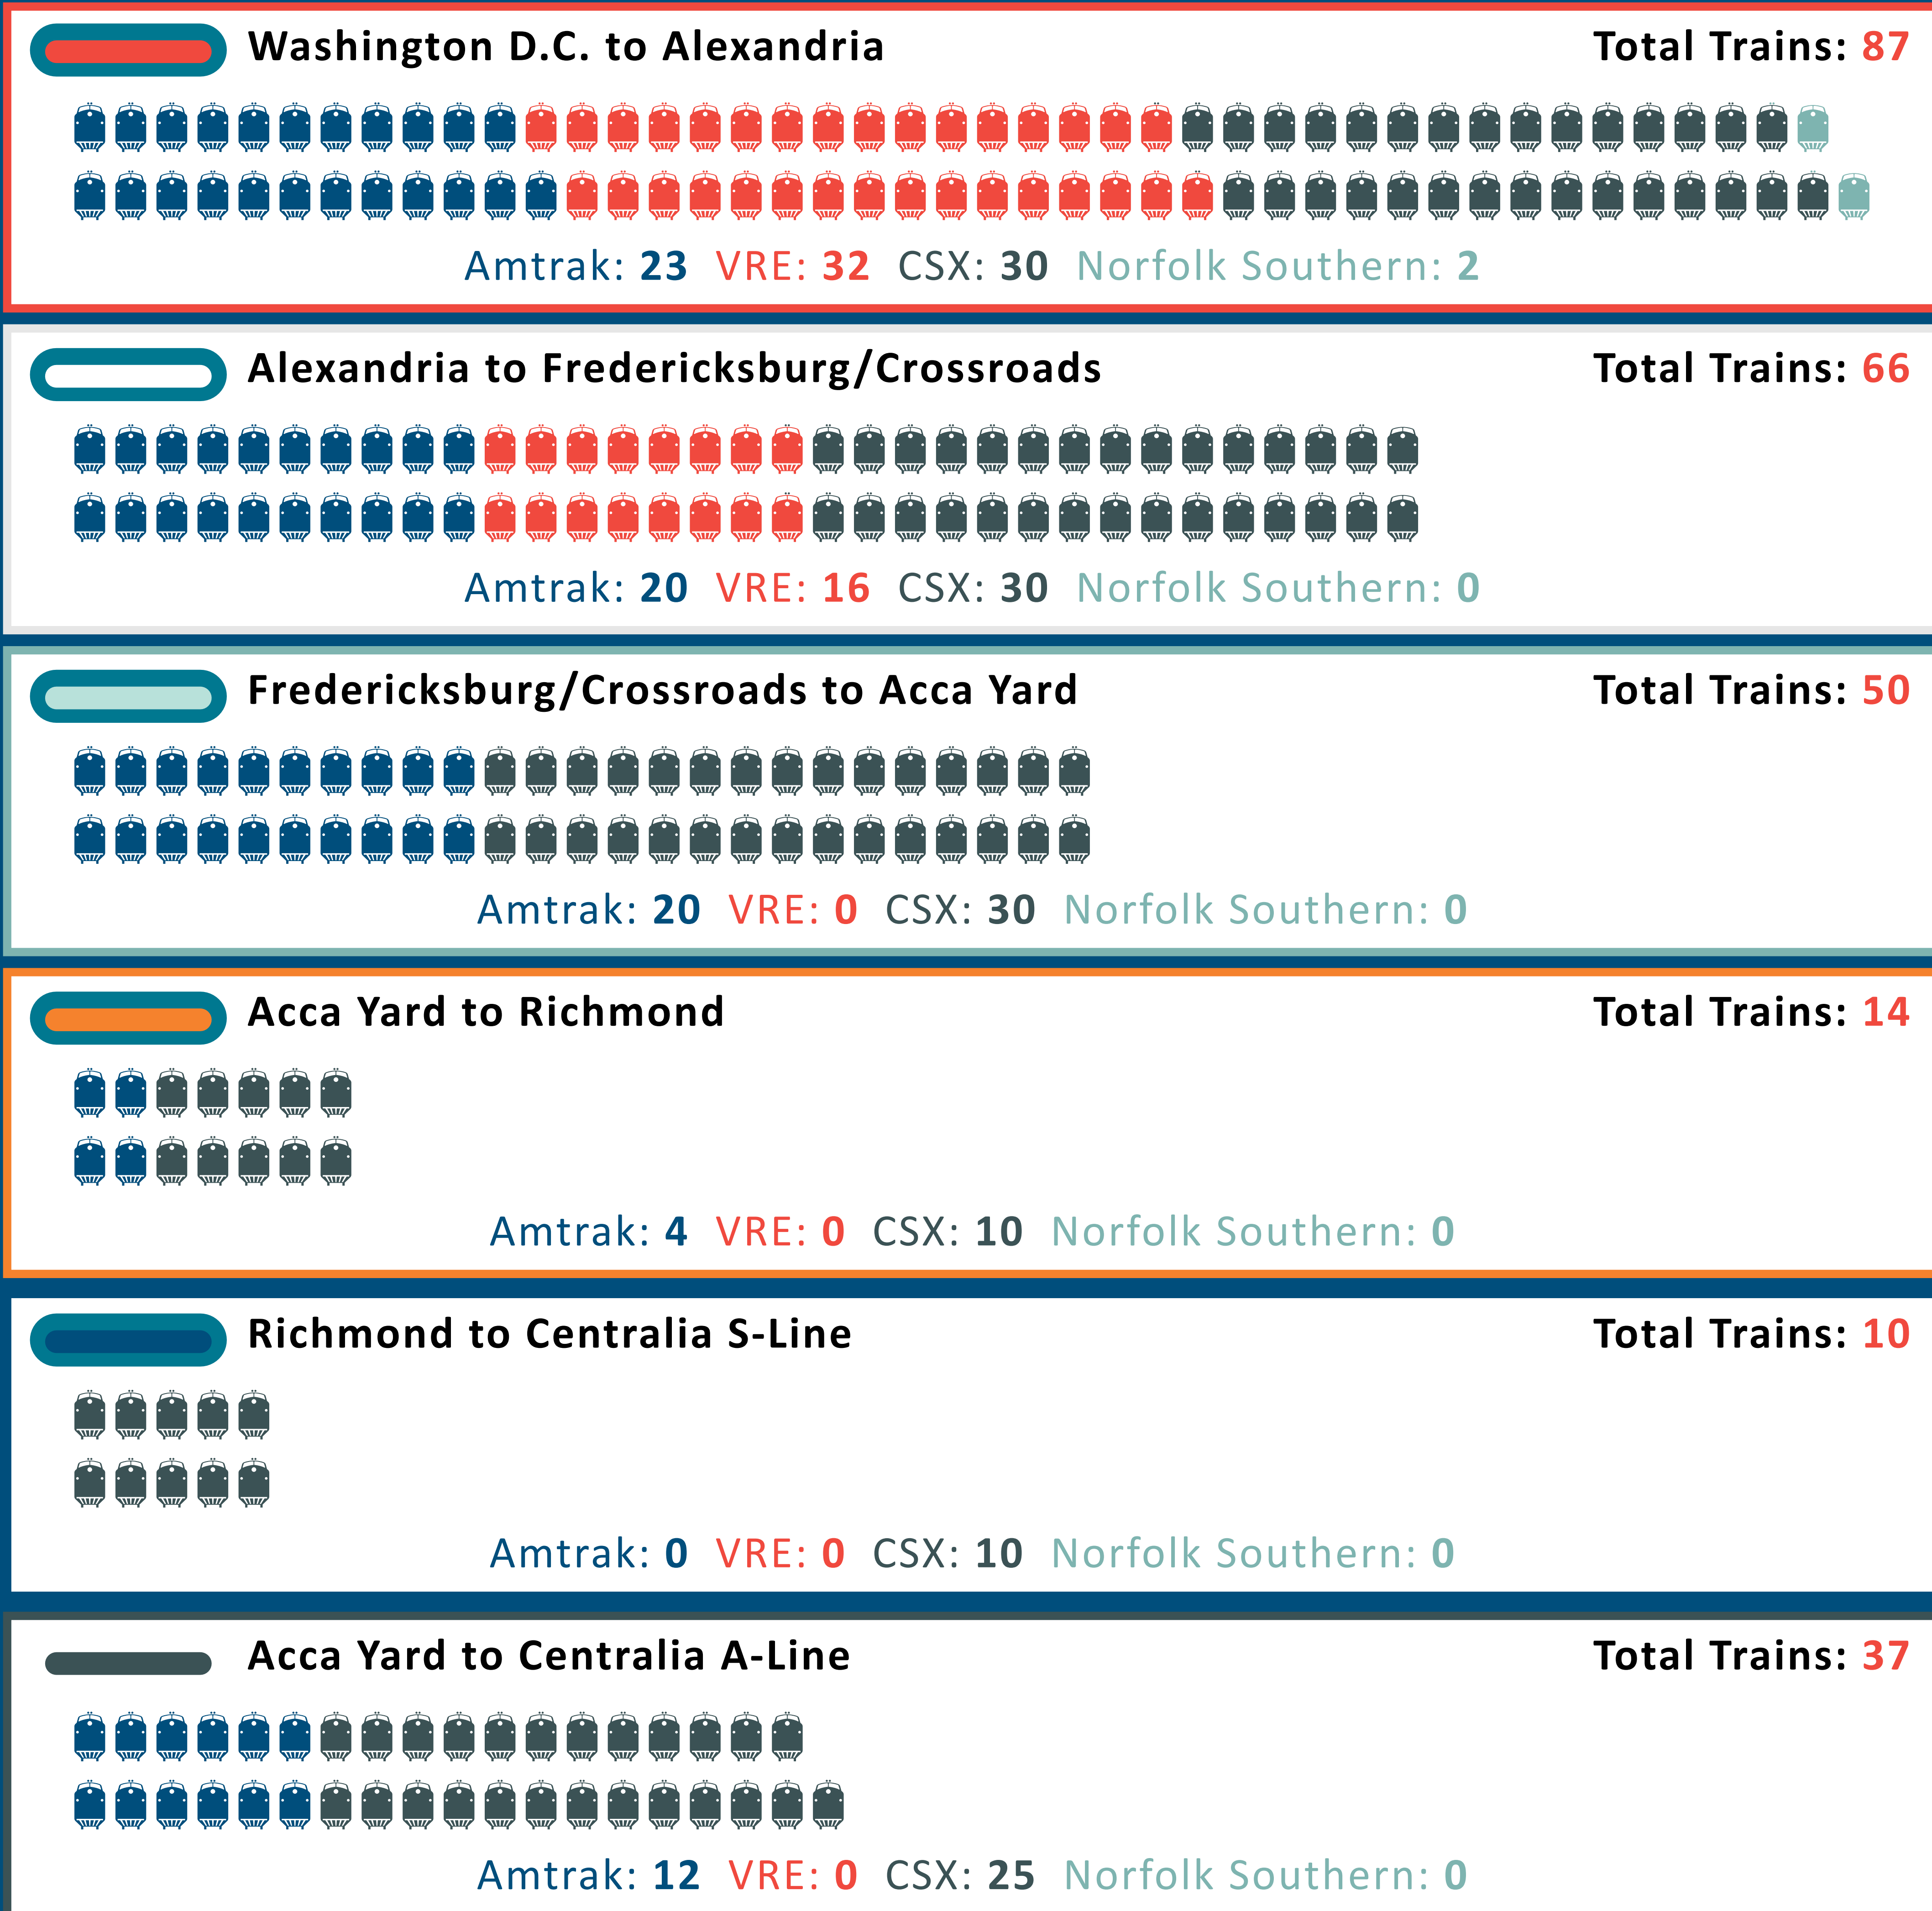 Washington D.C. to Alexandria Total Trains: 87
Amtrak: 23 VRE: 32 CSX: 30 Norfolk Southern: 2
Alexandria to Fredericksburg/Crossroads Total Trains: 66
Amtrak: 20 VRE: 16 CSX: 30 Norfolk Southern: 0
Fredericksburg/Crossroads to Acca Yard Total Trains: 50
Amtrak: 20 VRE: 0 CSX: 30 Norfolk Southern: 0
Acca Yard to Richmond Total Trains: 14
Amtrak: 4 VRE: 0 CSX: 10 Norfolk Southern: 0
Richmond to Centralia S-Line Total Trains: 10
Amtrak: 0 VRE: 0 CSX: 10 Norfolk Southern: 0
Acca Yard to Centralia A-Line Total Trains: 37
Amtrak: 12 VRE: 0 CSX: 25 Norfolk Southern: 0